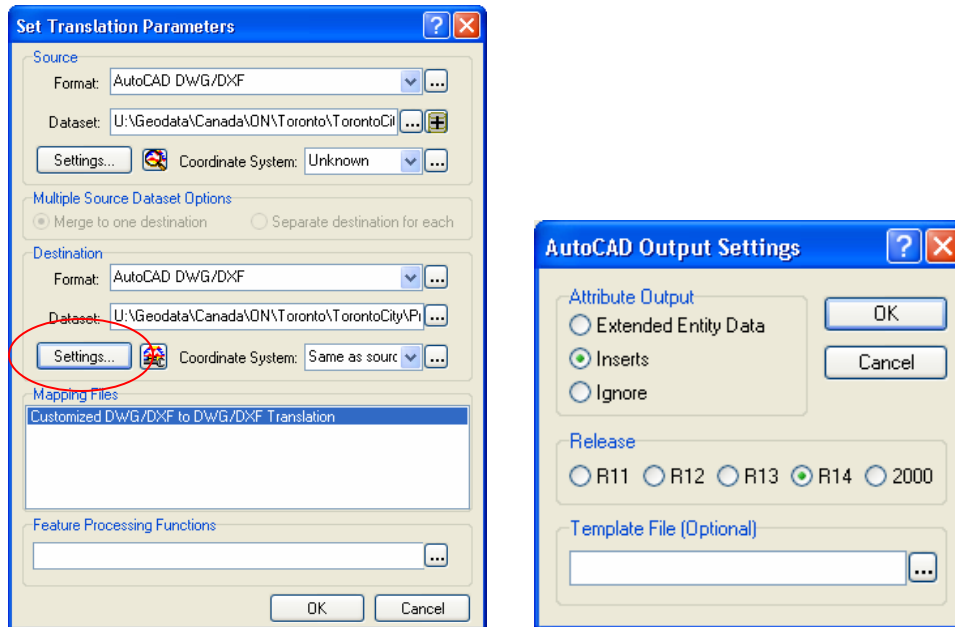 Set Translation Parameters
Source
Format: AutoCAD DWG/DXF ...
Dataset: U:\Geodata\Canada\ON\Toronto\TorontoCit ...
Settings... Coordinate System: Unknown ...
Multiple Source Dataset Options
Merge to one destination Separate destination for each
Destination
Format: AutoCAD DWG/DXF ...
Dataset: U:\Geodata\Canada\ON\Toronto\TorontoCity\Pr ...
Settings... Coordinate System: Same as sourc ...
Mapping Files
Customized DWG/DXF to DWG/DXF Translation
Feature Processing Functions
...
OK Cancel
AutoCAD Output Settings
Attribute Output
Extended Entity Data
Inserts
Ignore
OK
Cancel
Release
R11 R12 R13 R14 2000
Template File (Optional)
...